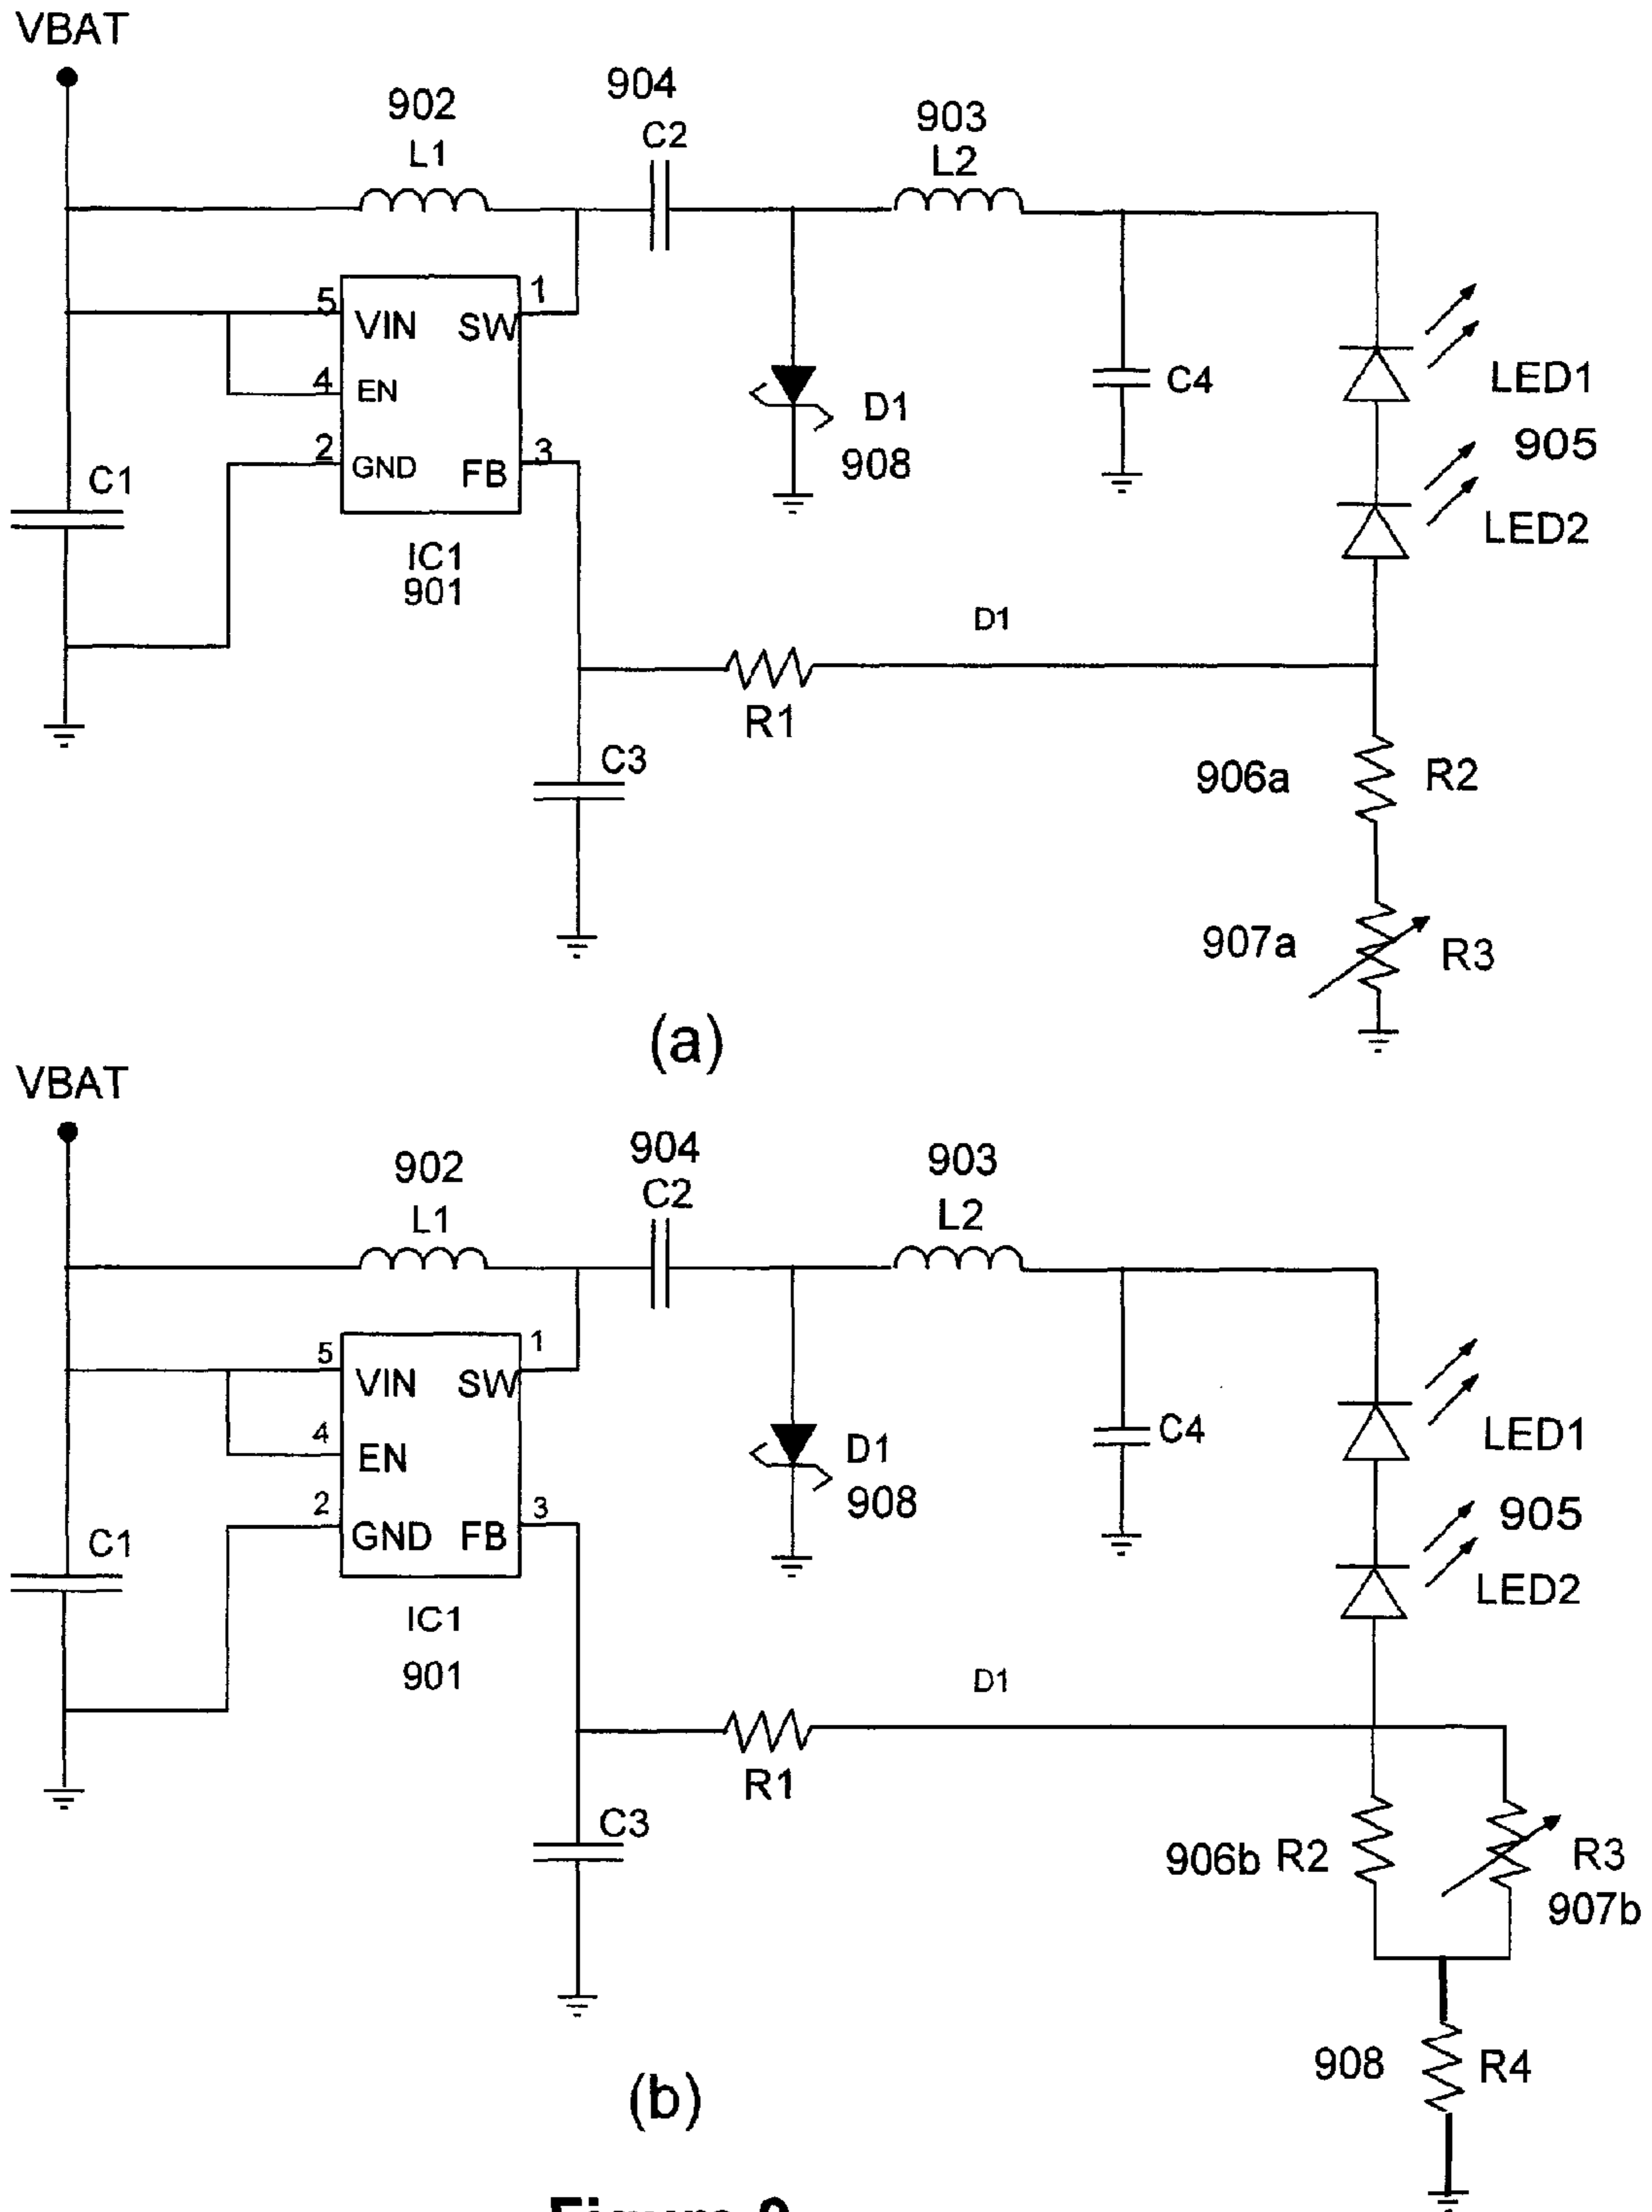 VBAT
902
L1
904
C2
903
L2
5
VIN
SW
1
4
EN
2
GND
FB
3
IC1
901
C1
D1
908
C4
LED1
905
LED2
D1
R1
C3
906a
R2
907a
R3
(a)
VBAT
902
L1
904
C2
903
L2
5
VIN
SW
1
4
EN
2
GND
FB
3
IC1
901
C1
D1
908
C4
LED1
905
LED2
D1
R1
C3
906b
R2
R3
907b
908
R4
(b)
Figure 9